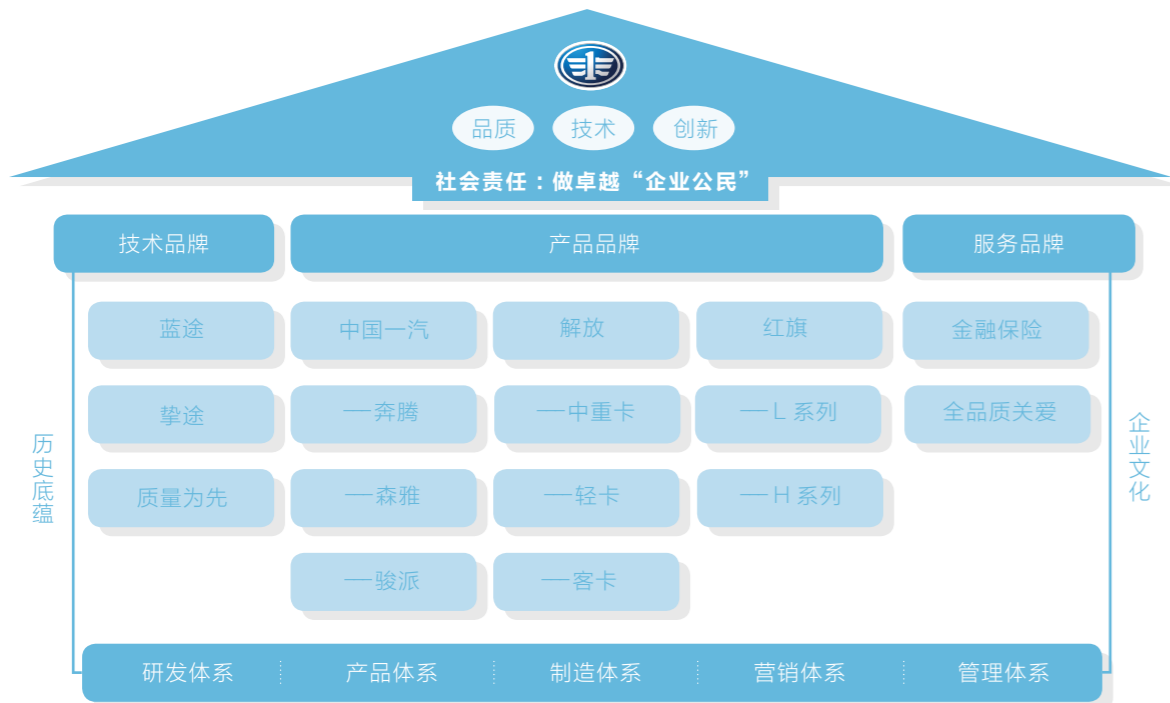 品质 技术 创新
社会责任：做卓越“企业公民”
技术品牌 产品品牌 服务品牌
蓝途 中国一汽 解放 红旗 金融保险
挚途 —奔腾 —中重卡 —L 系列 全品质关爱
质量为先 —森雅 —轻卡 —H 系列
—骏派 —客卡
历史底蕴
企业文化
研发体系 产品体系 制造体系 营销体系 管理体系